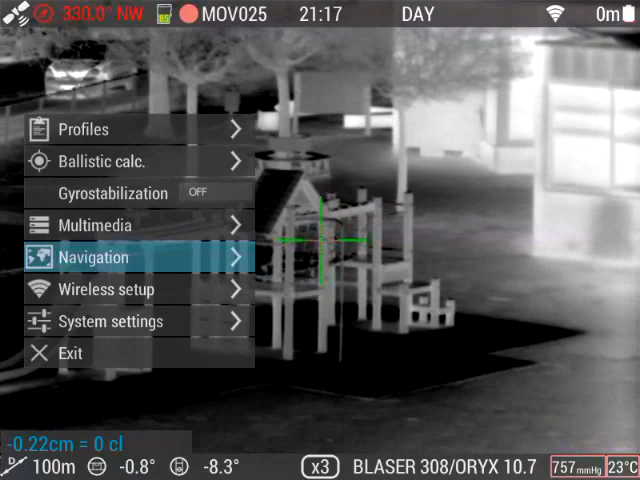 330.0° NW 85 MOV025 21:17 DAY 0m
Profiles
Ballistic calc.
Gyrostabilization OFF
Multimedia
Navigation
Wireless setup
System settings
Exit
-0.22cm = 0 cl
100m -0.8° -8.3° x3 BLASER 308/ORYX 10.7 757mmHg 23°C